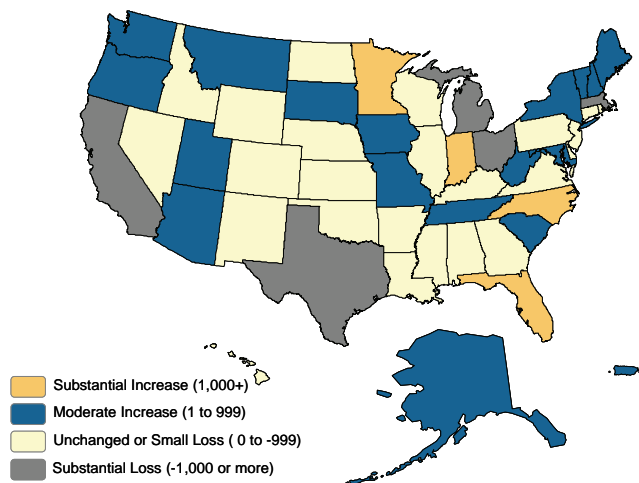 Substantial Increase (1,000+)
Moderate Increase (1 to 999)
Unchanged or Small Loss ( 0 to -999)
Substantial Loss (-1,000 or more)